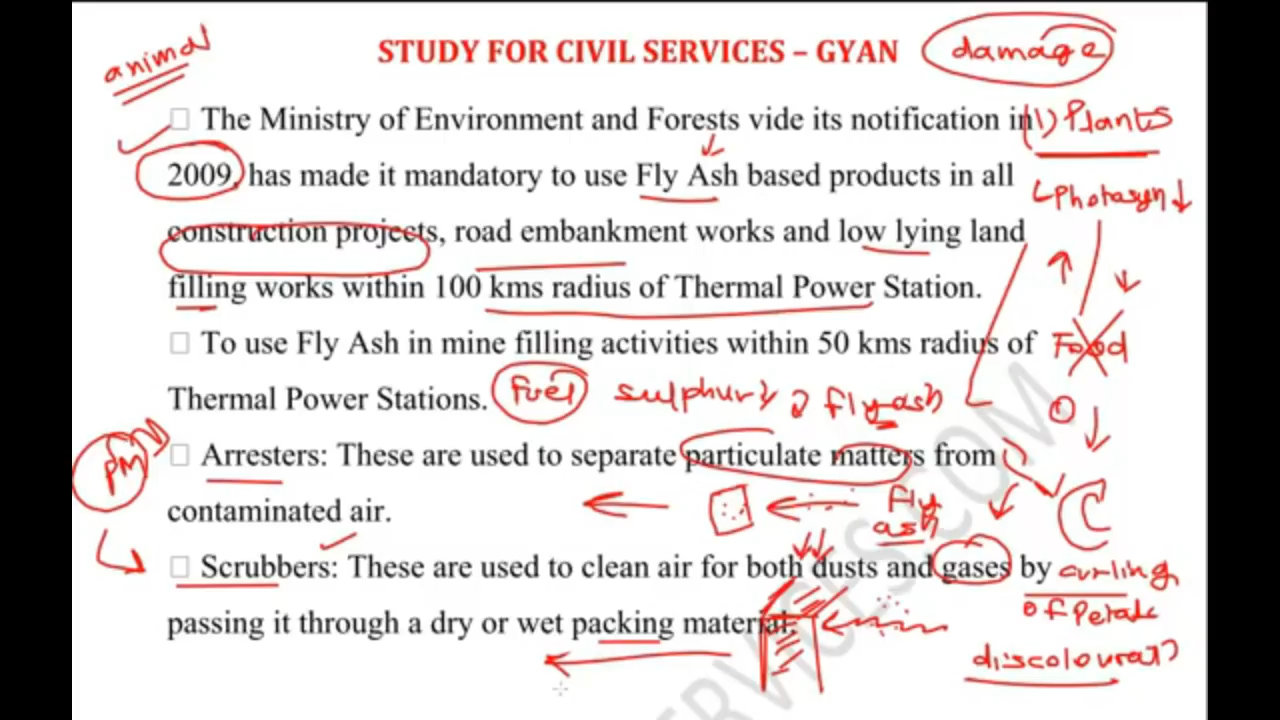 animal
STUDY FOR CIVIL SERVICES – GYAN
damage
The Ministry of Environment and Forests vide its notification in
(1) Plants
2009, has made it mandatory to use Fly Ash based products in all
Photosyn ↓
construction projects, road embankment works and low lying land
filling works within 100 kms radius of Thermal Power Station.
To use Fly Ash in mine filling activities within 50 kms radius of
Food
Thermal Power Stations.
Fuel sulphur fly ash
PM
Arresters: These are used to separate particulate matters from
contaminated air.
Fly
ash
Scrubbers: These are used to clean air for both dusts and gases by
curling
of Petals
passing it through a dry or wet packing material.
discolourat
ERVICES.COM